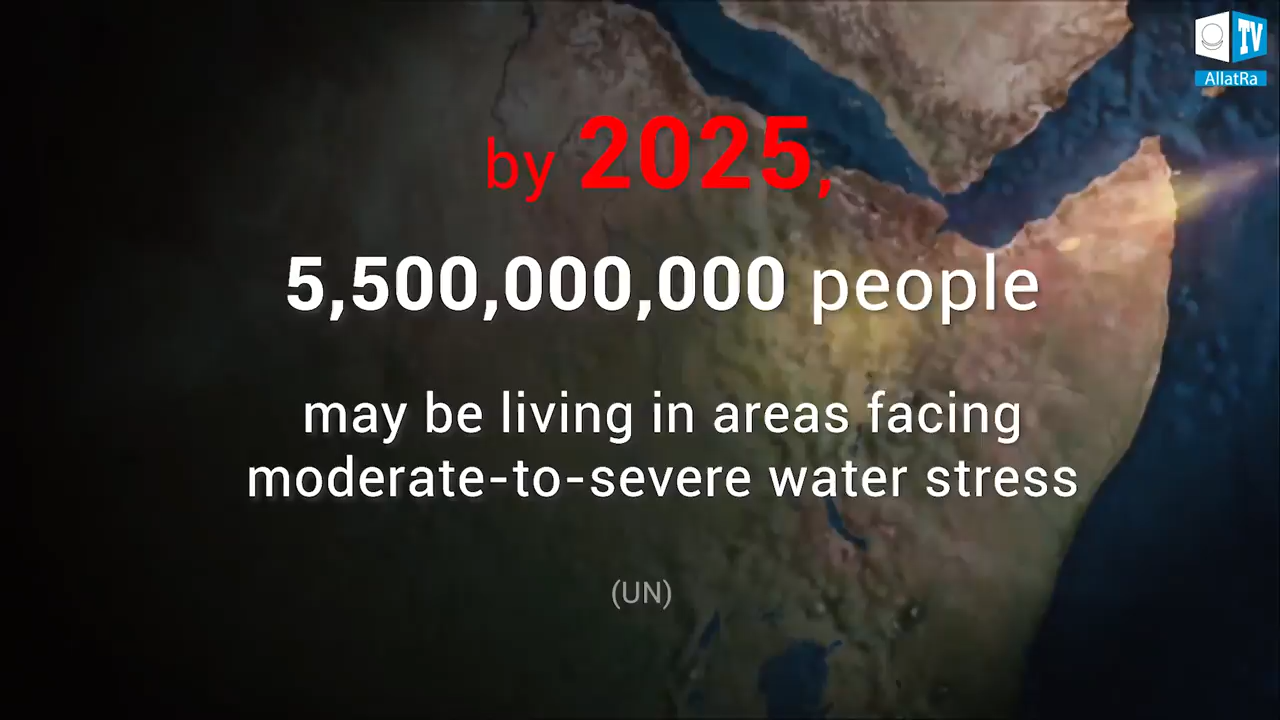 TV
AllatRa
by 2025,
5,500,000,000 people
may be living in areas facing
moderate-to-severe water stress
(UN)